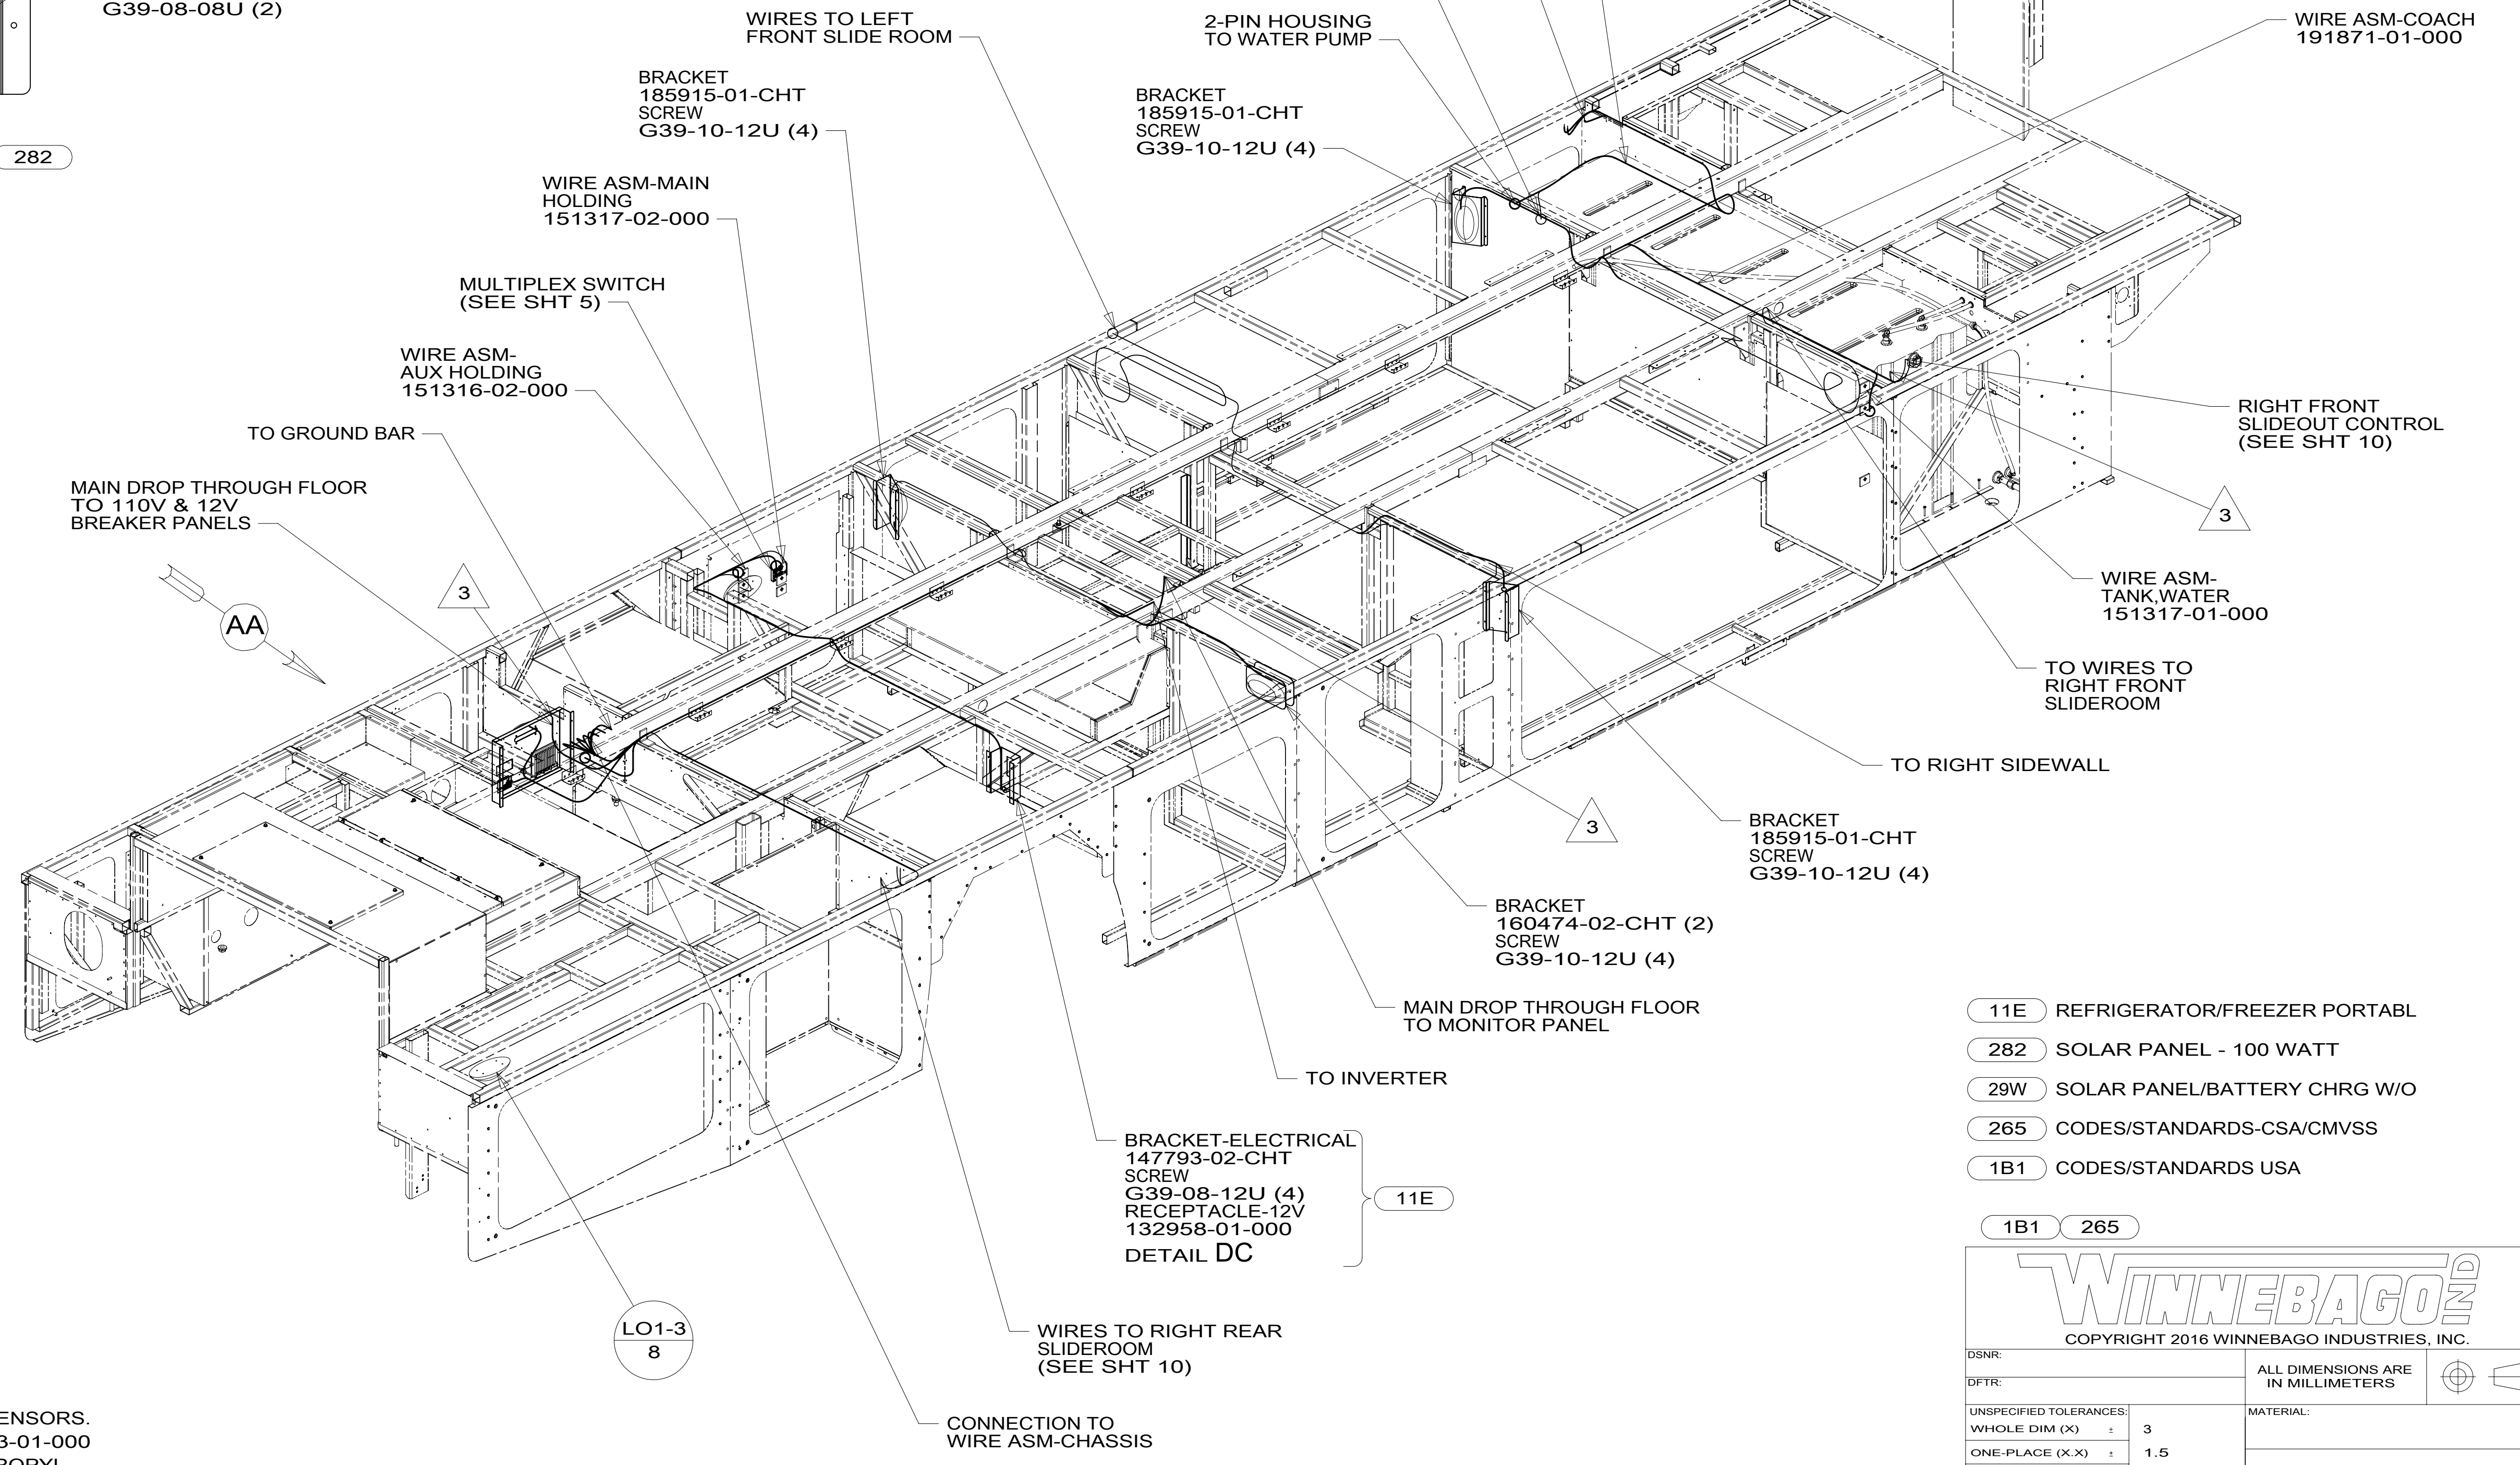 G39-08-08U (2)
282
WIRES TO LEFT
FRONT SLIDE ROOM
2-PIN HOUSING
TO WATER PUMP
WIRE ASM-COACH
191871-01-000
BRACKET
185915-01-CHT
SCREW
G39-10-12U (4)
BRACKET
185915-01-CHT
SCREW
G39-10-12U (4)
WIRE ASM-MAIN
HOLDING
151317-02-000
MULTIPLEX SWITCH
(SEE SHT 5)
WIRE ASM-
AUX HOLDING
151316-02-000
TO GROUND BAR
MAIN DROP THROUGH FLOOR
TO 110V & 12V
BREAKER PANELS
3
AA
RIGHT FRONT
SLIDEOUT CONTROL
(SEE SHT 10)
3
WIRE ASM-
TANK,WATER
151317-01-000
TO WIRES TO
RIGHT FRONT
SLIDEROOM
TO RIGHT SIDEWALL
3
BRACKET
185915-01-CHT
SCREW
G39-10-12U (4)
BRACKET
160474-02-CHT (2)
SCREW
G39-10-12U (4)
MAIN DROP THROUGH FLOOR
TO MONITOR PANEL
TO INVERTER
BRACKET-ELECTRICAL
147793-02-CHT
SCREW
G39-08-12U (4)
RECEPTACLE-12V
132958-01-000
DETAIL DC
11E
LO1-3
8
WIRES TO RIGHT REAR
SLIDEROOM
(SEE SHT 10)
CONNECTION TO
WIRE ASM-CHASSIS
ENSORS.
3-01-000
11E REFRIGERATOR/FREEZER PORTABL
282 SOLAR PANEL - 100 WATT
29W SOLAR PANEL/BATTERY CHRG W/O
265 CODES/STANDARDS-CSA/CMVSS
1B1 CODES/STANDARDS USA
1B1 265
WINNEBAGO IND
COPYRIGHT 2016 WINNEBAGO INDUSTRIES, INC.
DSNR:
DFTR:
ALL DIMENSIONS ARE
IN MILLIMETERS
UNSPECIFIED TOLERANCES:
WHOLE DIM (X) ± 3
ONE-PLACE (X.X) ± 1.5
MATERIAL: